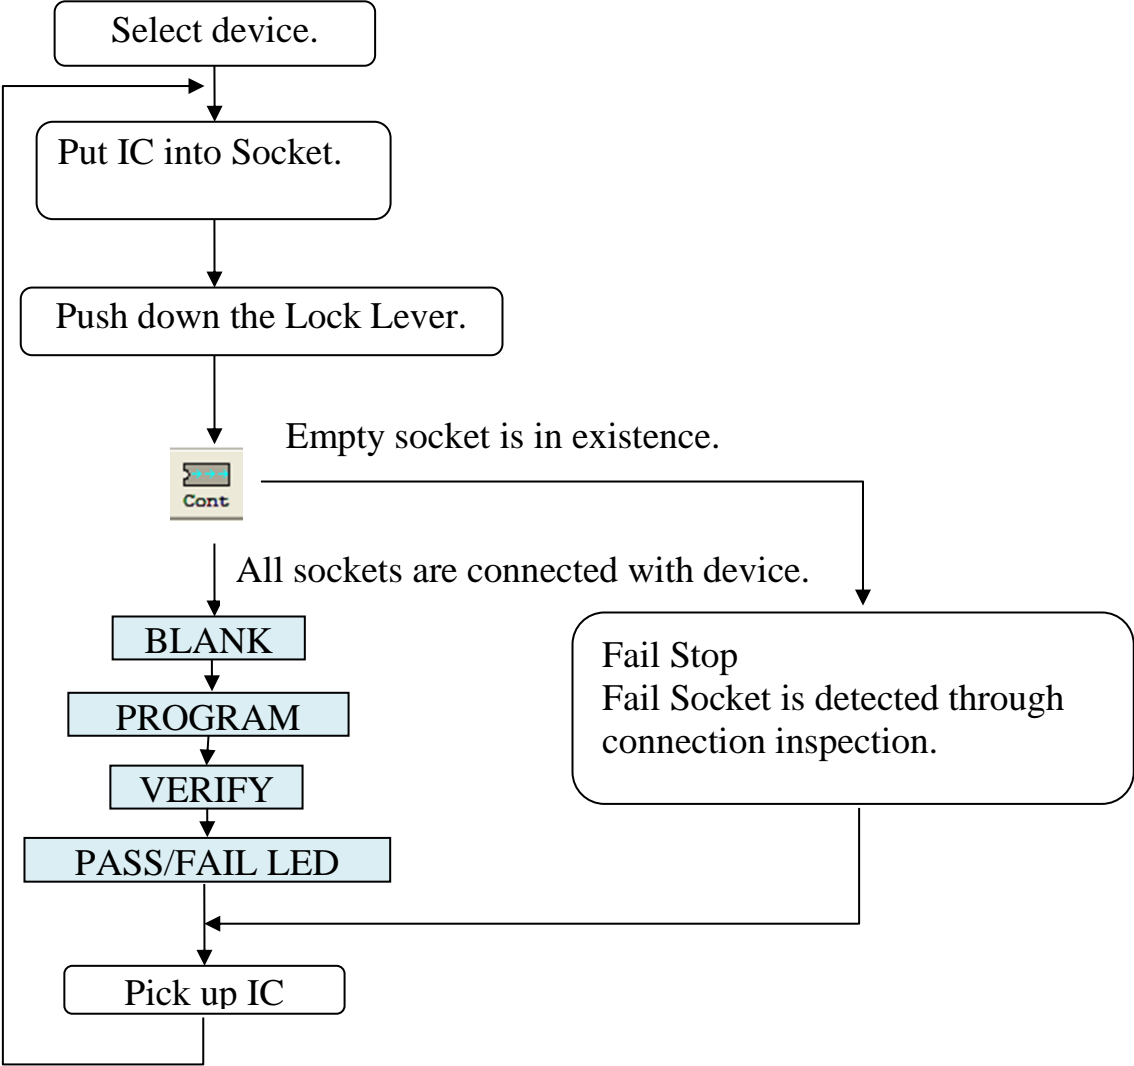 Select device.
Put IC into Socket.
Push down the Lock Lever.
Empty socket is in existence.
Cont
All sockets are connected with device.
BLANK
PROGRAM
VERIFY
PASS/FAIL LED
Fail Stop
Fail Socket is detected through
connection inspection.
Pick up IC